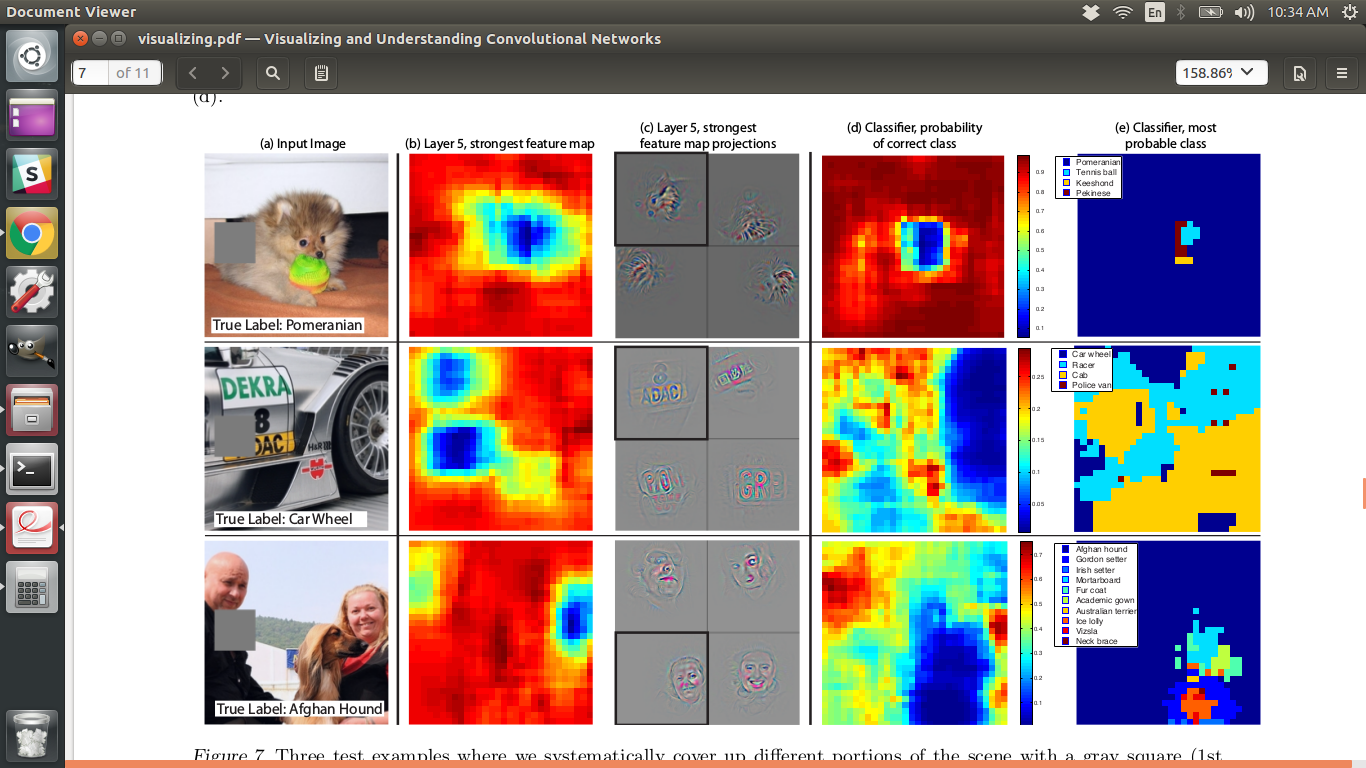 Document Viewer
En
10:34 AM
visualizing.pdf — Visualizing and Understanding Convolutional Networks
7 of 11
158.86%
(d).
(a) Input Image
(b) Layer 5, strongest feature map
(c) Layer 5, strongest
feature map projections
(d) Classifier, probability
of correct class
(e) Classifier, most
probable class
True Label: Pomeranian
0.9
0.8
0.7
0.6
0.5
0.4
0.3
0.2
0.1
Pomeranian
Tennis ball
Keeshond
Pekinese
DEKRA
8
ADAC
H&R
True Label: Car Wheel
8
ADAC
GR
0.25
0.2
0.15
0.1
0.05
Car wheel
Racer
Cab
Police van
True Label: Afghan Hound
0.7
0.6
0.5
0.4
0.3
0.2
0.1
Afghan hound
Gordon setter
Irish setter
Mortarboard
Fur coat
Academic gown
Australian terrier
Ice lolly
Vizsla
Neck brace
Figure 7. Three test examples where we systematically cover up different portions of the scene with a gray square (1st